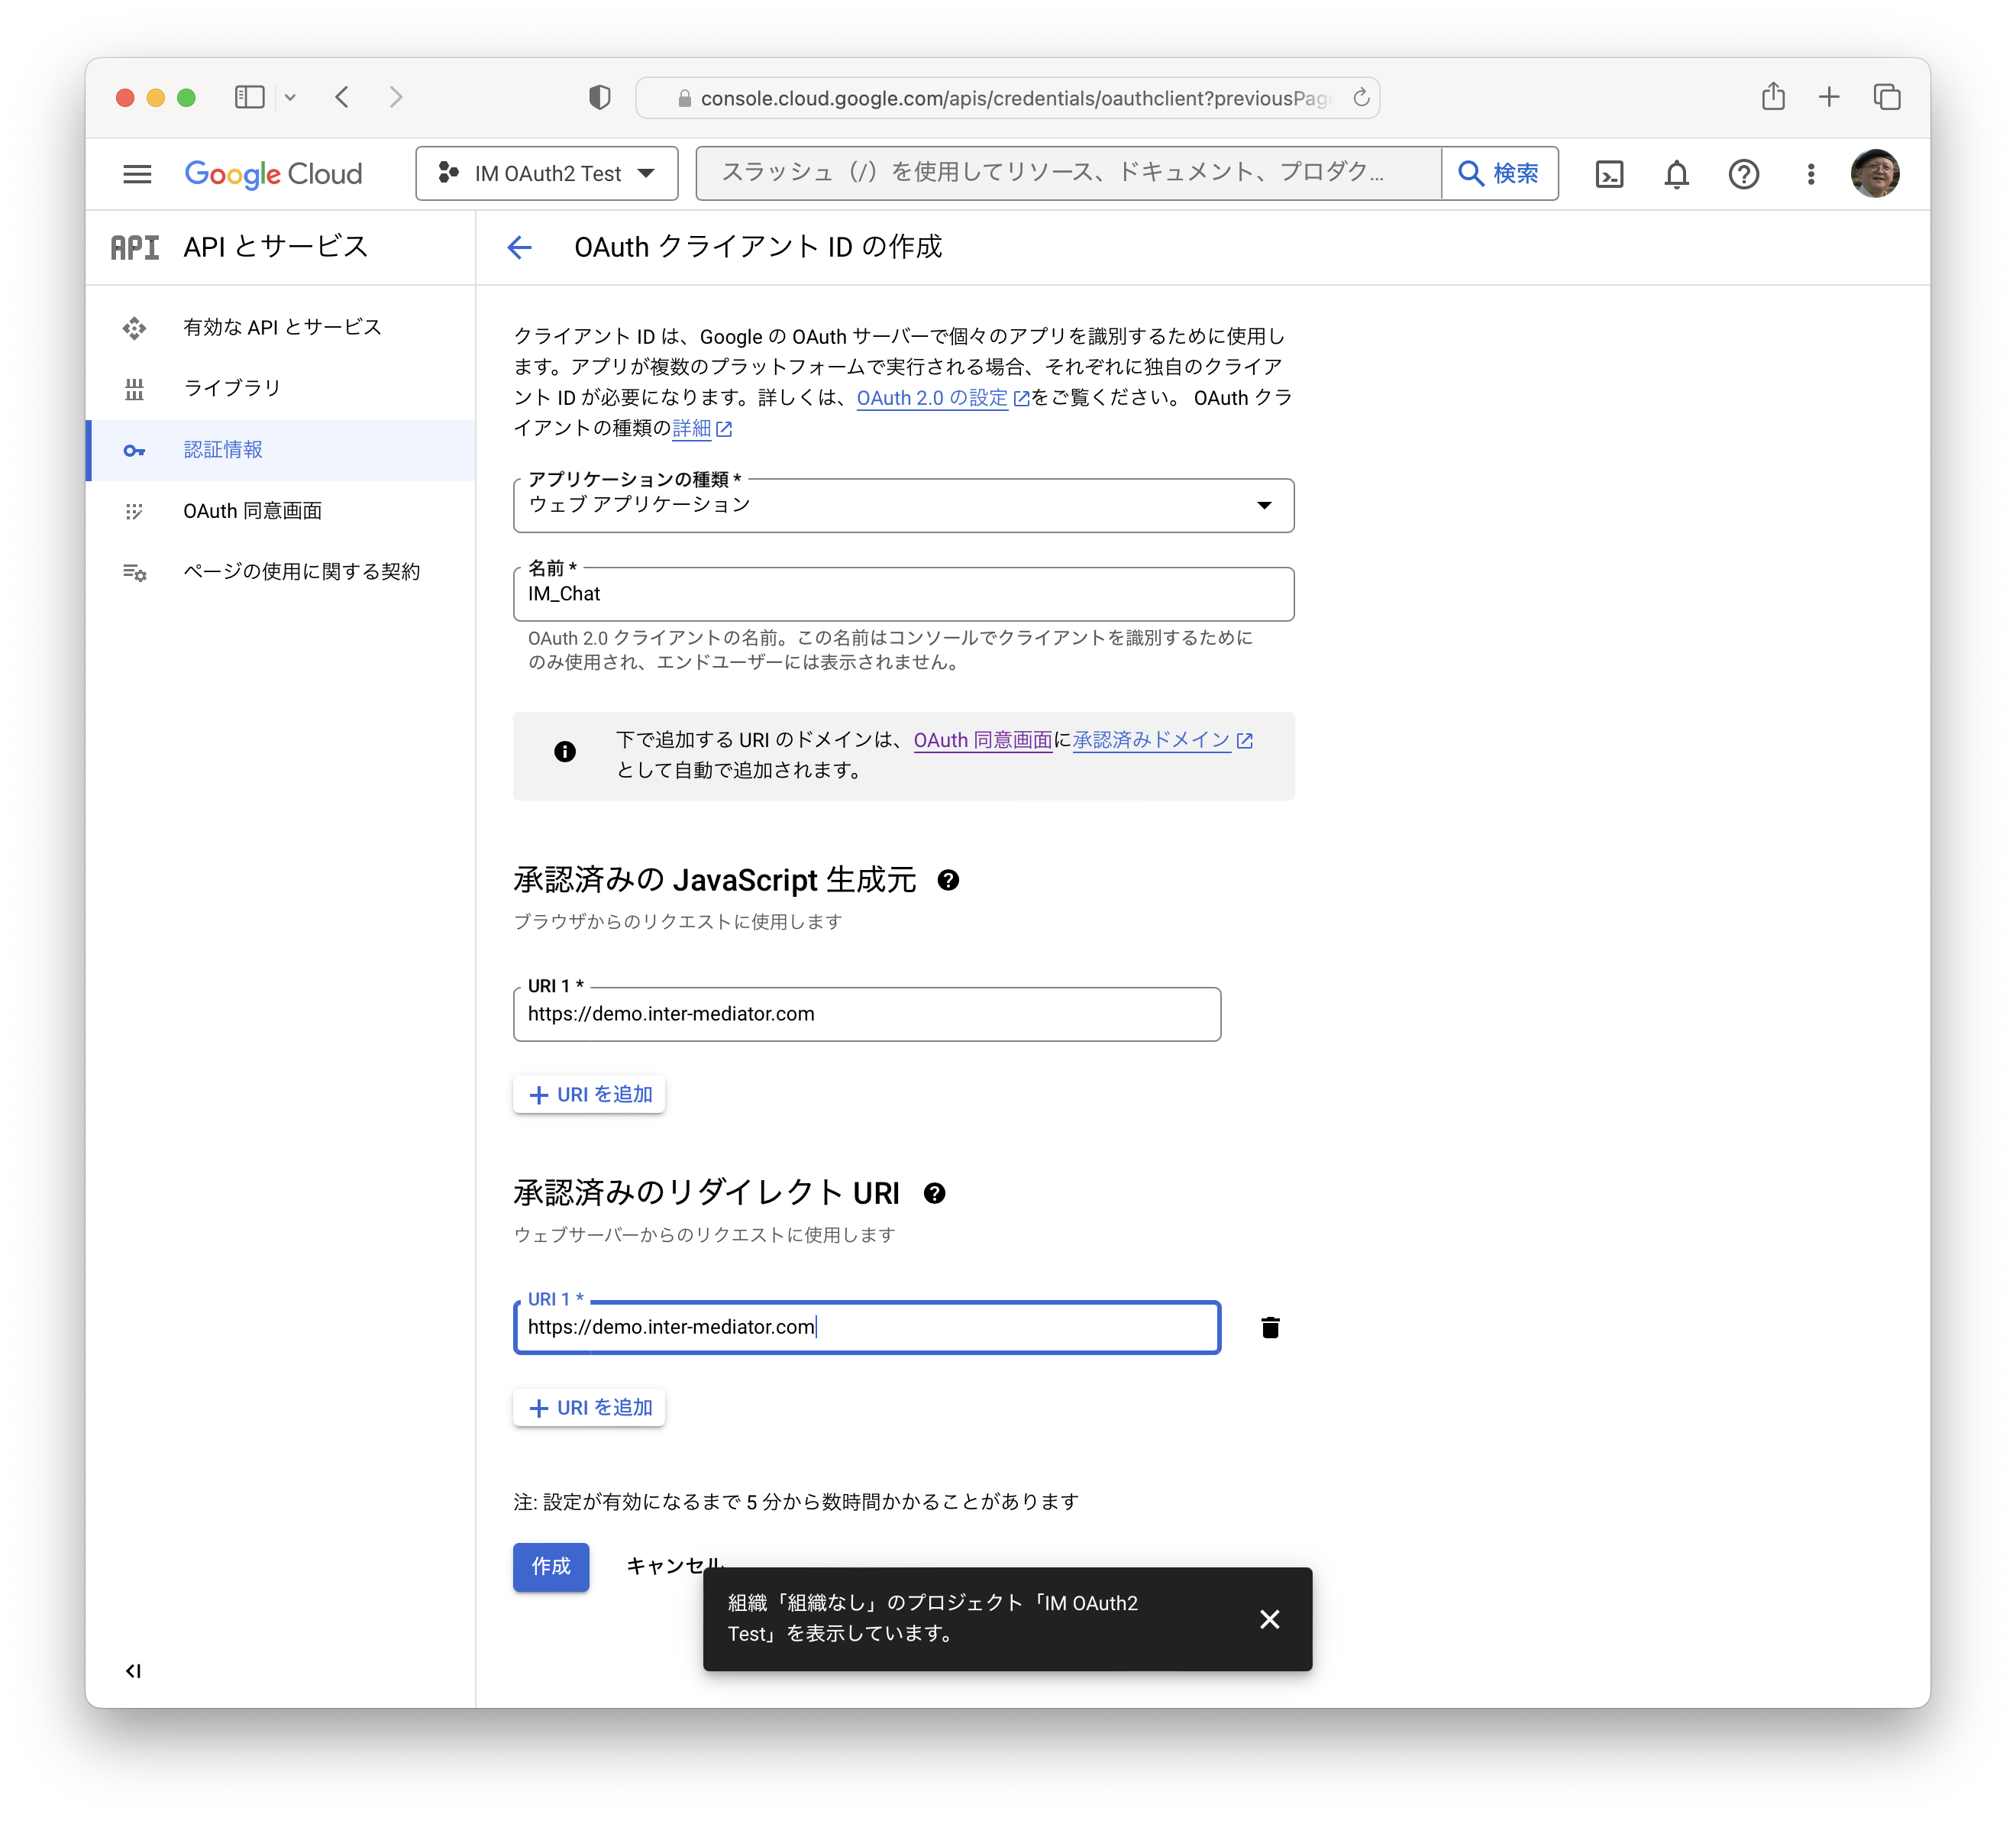 console.cloud.google.com/apis/credentials/oauthclient?previousPag
Google Cloud
IM OAuth2 Test
スラッシュ（/）を使用してリソース、ドキュメント、プロダク...
検索
API
API とサービス
OAuth クライアント ID の作成
有効な API とサービス
ライブラリ
認証情報
OAuth 同意画面
ページの使用に関する契約
クライアント ID は、Google の OAuth サーバーで個々のアプリを識別するために使用し
ます。アプリが複数のプラットフォームで実行される場合、それぞれに独自のクライア
ント ID が必要になります。詳しくは、OAuth 2.0 の設定をご覧ください。 OAuth クラ
イアントの種類の詳細
アプリケーションの種類 *
ウェブ アプリケーション
名前 *
IM_Chat
OAuth 2.0 クライアントの名前。この名前はコンソールでクライアントを識別するために
のみ使用され、エンドユーザーには表示されません。
下で追加する URI のドメインは、OAuth 同意画面に承認済みドメイン
として自動で追加されます。
承認済みの JavaScript 生成元
ブラウザからのリクエストに使用します
URI 1 *
https://demo.inter-mediator.com
+ URI を追加
承認済みのリダイレクト URI
ウェブサーバーからのリクエストに使用します
URI 1 *
https://demo.inter-mediator.com
+ URI を追加
注: 設定が有効になるまで 5 分から数時間かかることがあります
作成
キャンセル
組織「組織なし」のプロジェクト「IM OAuth2
Test」を表示しています。